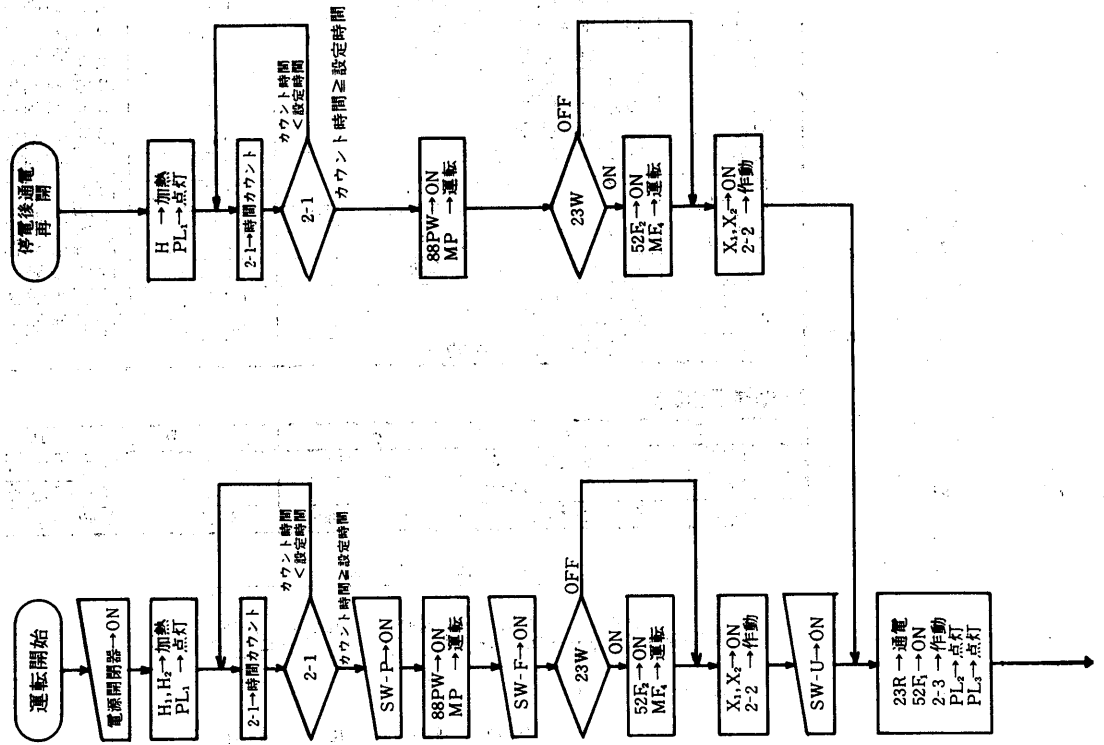 運転開始
電源開閉器→ON
H₁,H₂→加熱
PL₁ →点灯
2-1→時間カウント
2-1
カウント時間
<設定時間
カウント時間≧設定時間
SW-P→ON
88PW→ON
MP →運転
SW-F→ON
23W
OFF
ON
52F₂→ON
MF₄→運転
X₁,X₂→ON
2-2→作動
SW-U→ON
23R→通電
52F₁→ON
2-3→作動
PL₂→点灯
PL₃→点灯
停電後通電
再 開
H →加熱
PL₁→点灯
2-1→時間カウント
2-1
カウント時間
<設定時間
カウント時間≧設定時間
88PW→ON
MP →運転
23W
OFF
ON
52F₂→ON
MF₄→運転
X₁,X₂→ON
2-2→作動